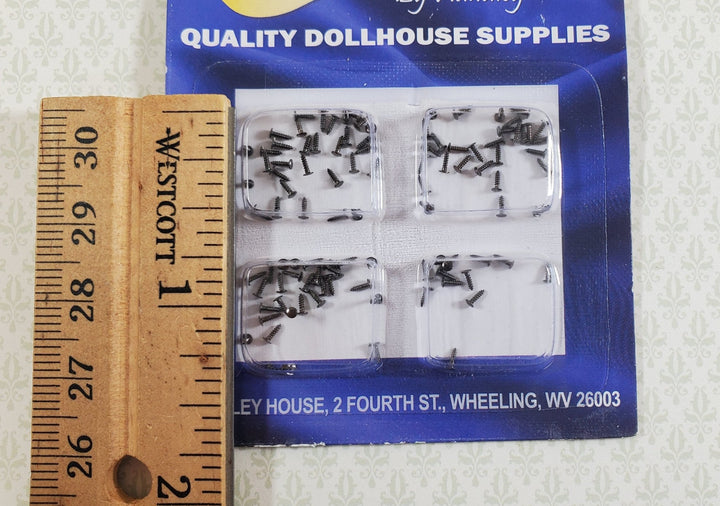 QUALITY DOLLHOUSE SUPPLIES
WESTCOTT
30
29
28
27
26
1
2
LEY HOUSE, 2 FOURTH ST., WHEELING, WV 26003